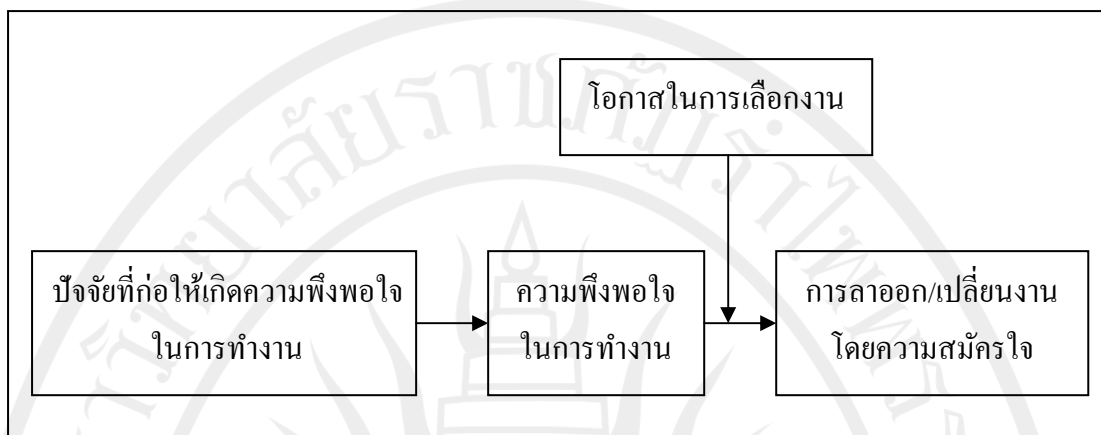 โอกาสในการเลือกงาน
ปัจจัยที่ก่อให้เกิดความพึงพอใจ
ในการทำงาน
ความพึงพอใจ
ในการทำงาน
การลาออก/เปลี่ยนงาน
โดยความสมัครใจ